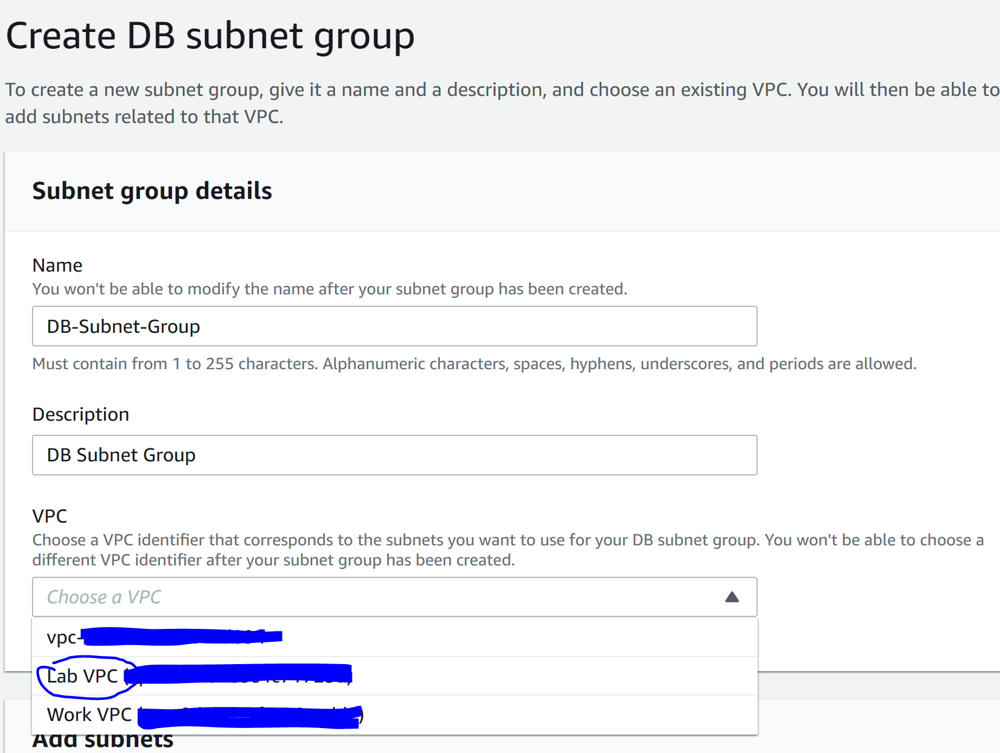 Create DB subnet group
To create a new subnet group, give it a name and a description, and choose an existing VPC. You will then be able to
add subnets related to that VPC.
Subnet group details
Name
You won't be able to modify the name after your subnet group has been created.
DB-Subnet-Group
Must contain from 1 to 255 characters. Alphanumeric characters, spaces, hyphens, underscores, and periods are allowed.
Description
DB Subnet Group
VPC
Choose a VPC identifier that corresponds to the subnets you want to use for your DB subnet group. You won't be able to choose a
different VPC identifier after your subnet group has been created.
Choose a VPC
vpc-
Lab VPC
Work VPC
Add subnets